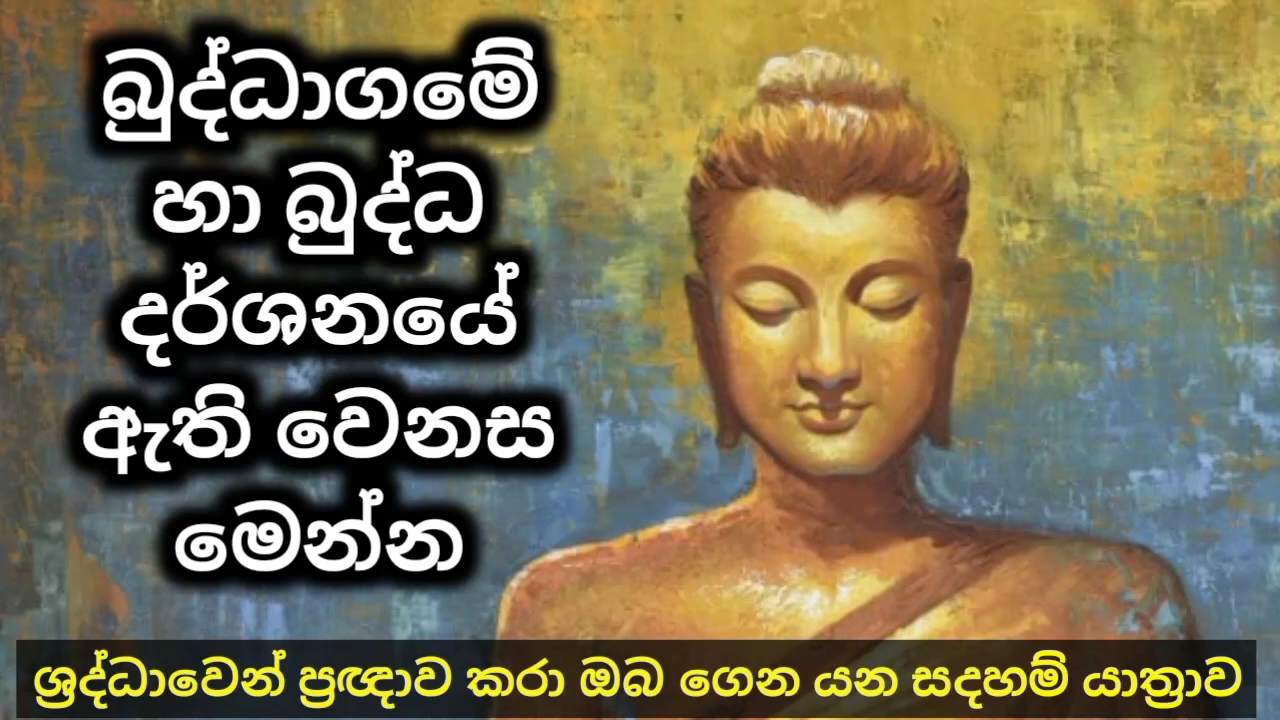 බුද්ධාගමේ
හා බුද්ධ
දර්ශනයේ
ඇති වෙනස
මෙන්න
ශ්‍රද්ධාවෙන් ප්‍රඥාව කරා ඔබ ගෙන යන සදහම් යාත්‍රාව